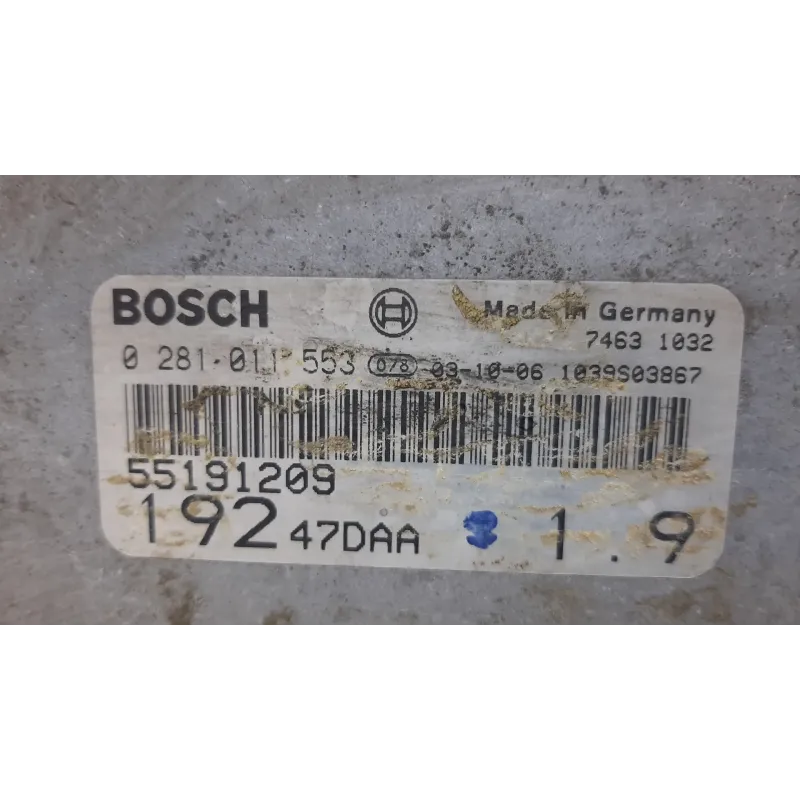 BOSCH Made in Germany
7463 1032
0 281 011 553 078 03-10-06 1039S03867
55191209
192 47DAA 1.9